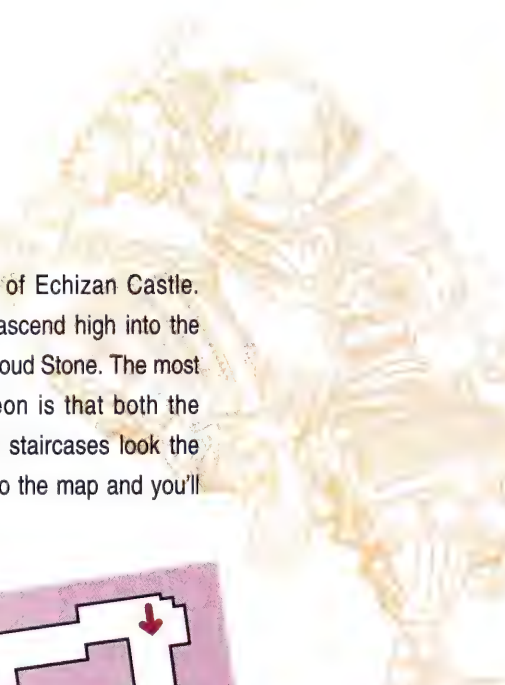 of Echizan Castle.
ascend high into the
oud Stone. The most
eon is that both the
staircases look the
o the map and you'll